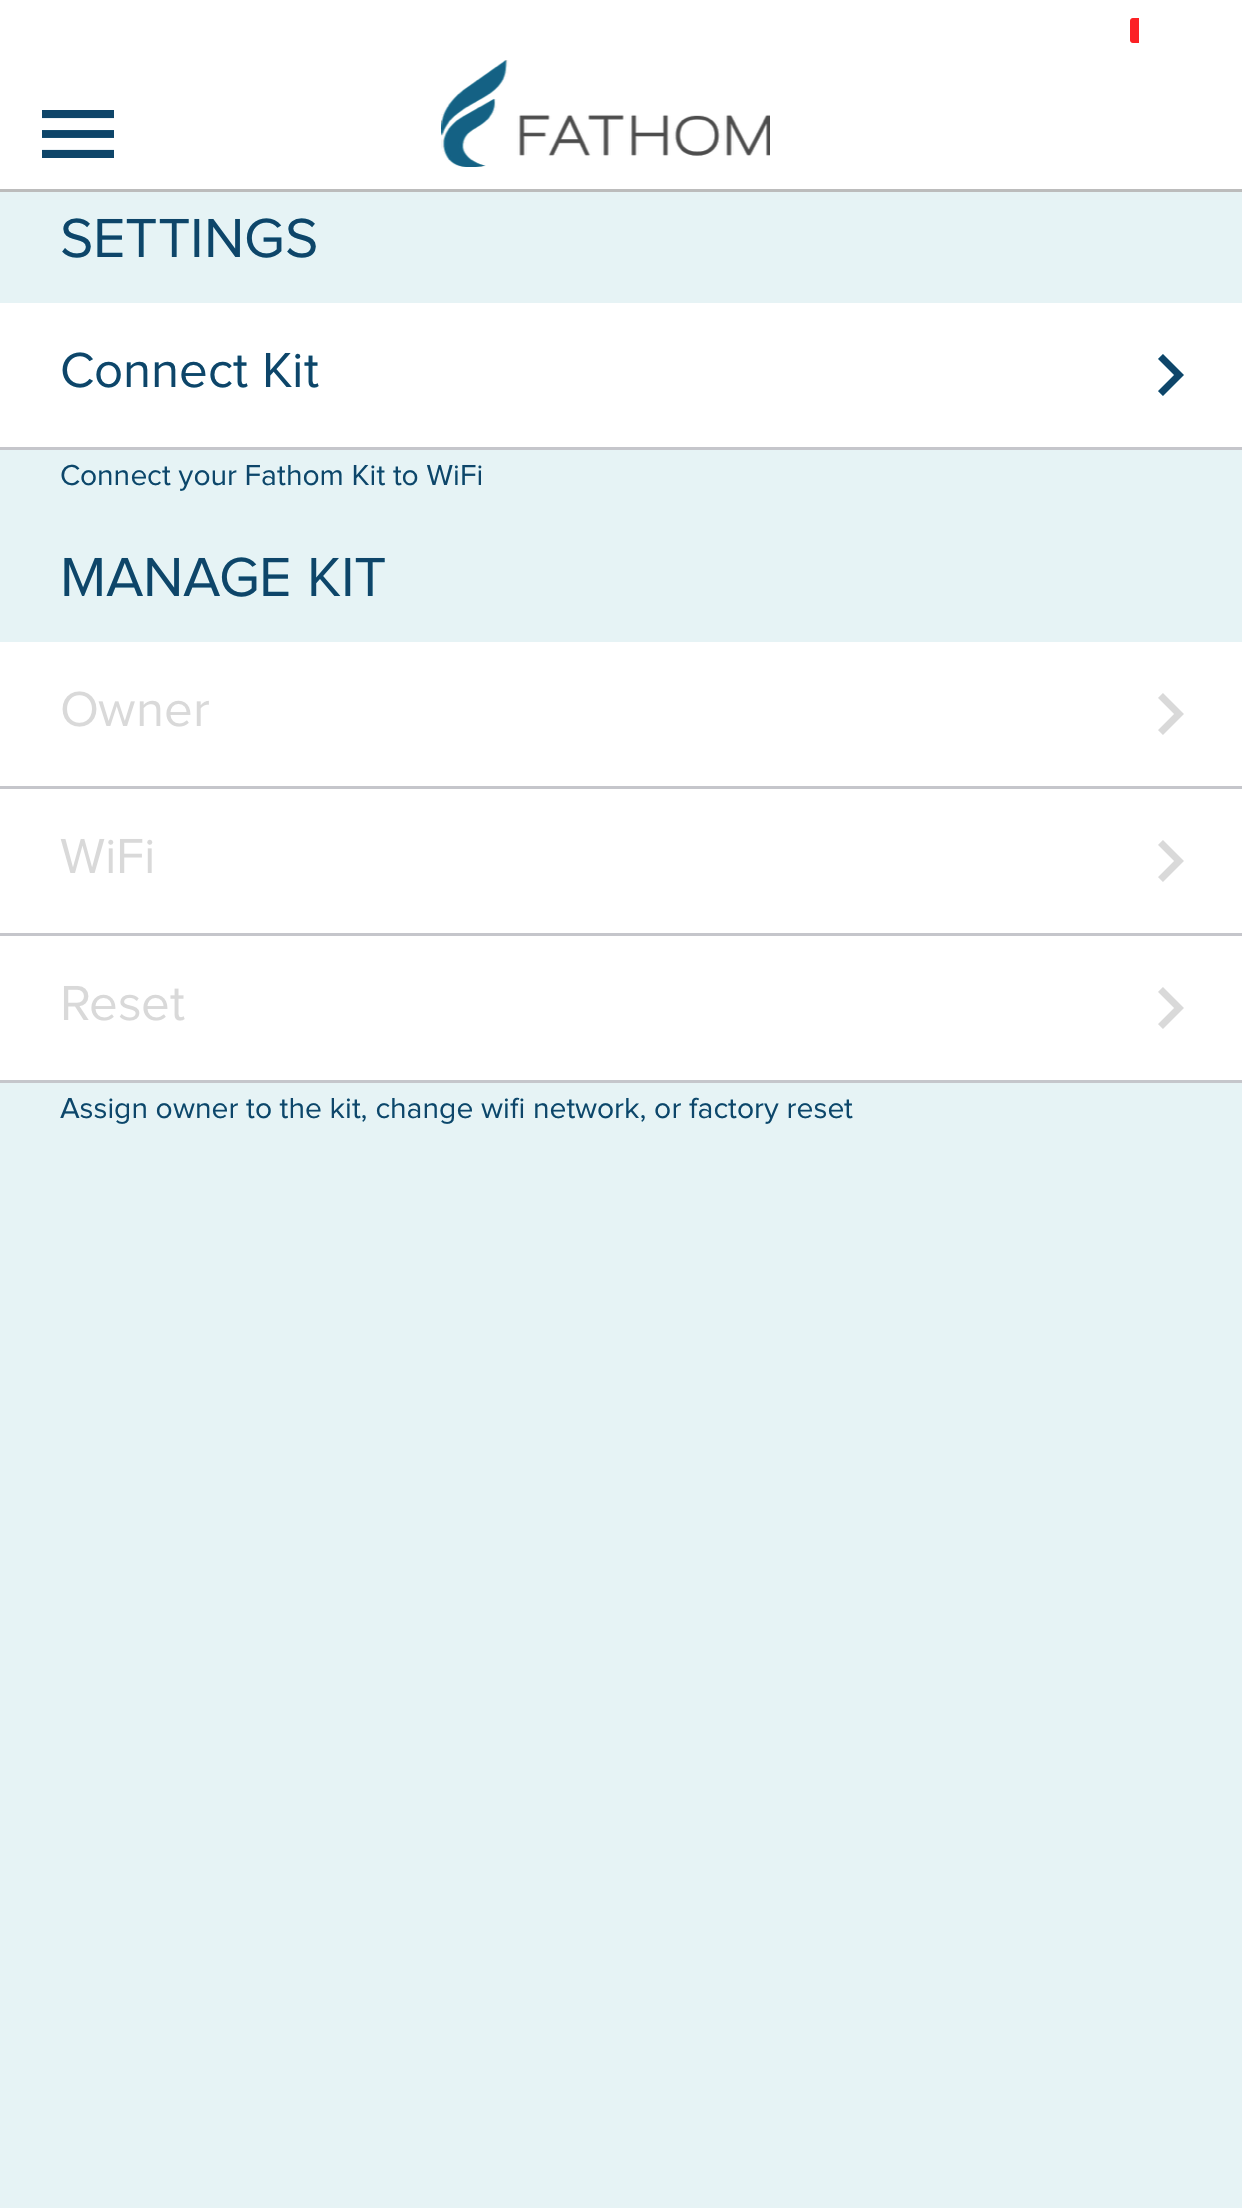 FATHOM
SETTINGS
Connect Kit
Connect your Fathom Kit to WiFi
MANAGE KIT
Owner
WiFi
Reset
Assign owner to the kit, change wifi network, or factory reset